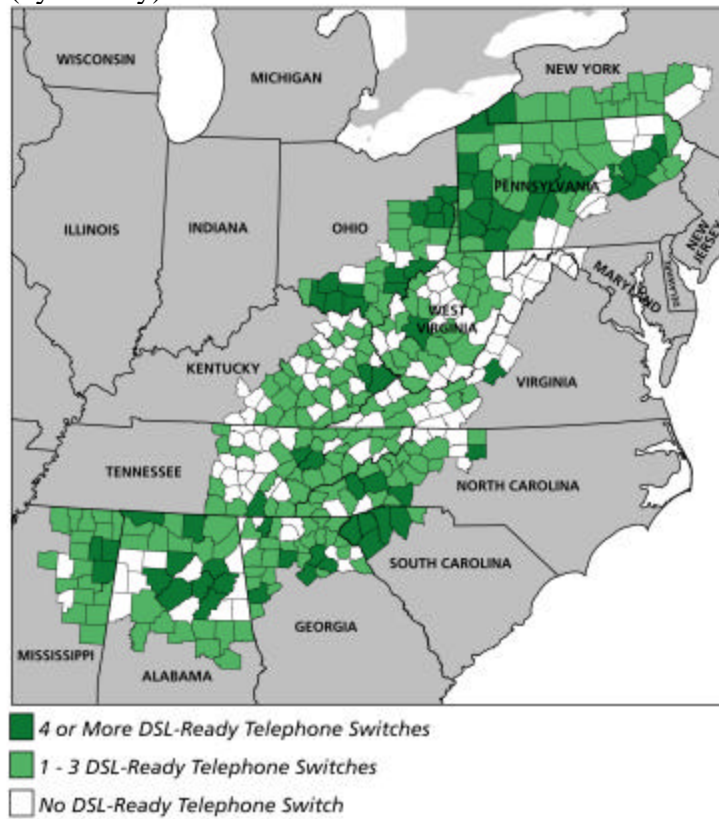 WISCONSIN
MICHIGAN
NEW YORK
PENNSYLVANIA
ILLINOIS
INDIANA
OHIO
NEW
JERSEY
MARYLAND
DELAWARE
WEST
VIRGINIA
KENTUCKY
VIRGINIA
TENNESSEE
NORTH CAROLINA
SOUTH CAROLINA
GEORGIA
MISSISSIPPI
ALABAMA
4 or More DSL-Ready Telephone Switches
1 - 3 DSL-Ready Telephone Switches
No DSL-Ready Telephone Switch